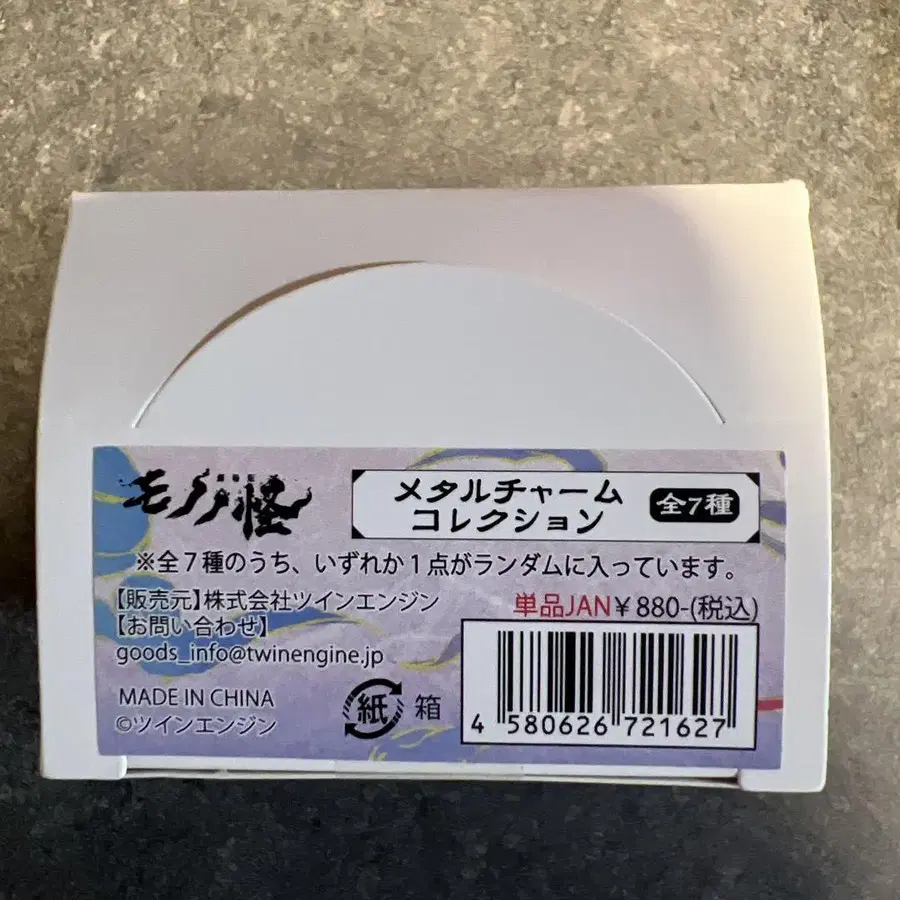 モノノ怪
メタルチャーム
コレクション
全7種
※全7種のうち、いずれか1点がランダムに入っています。
【販売元】株式会社ツインエンジン
【お問い合わせ】
goods_info@twinengine.jp
単品JAN¥880-(税込)
MADE IN CHINA
©ツインエンジン
紙 箱
4 580626 721627